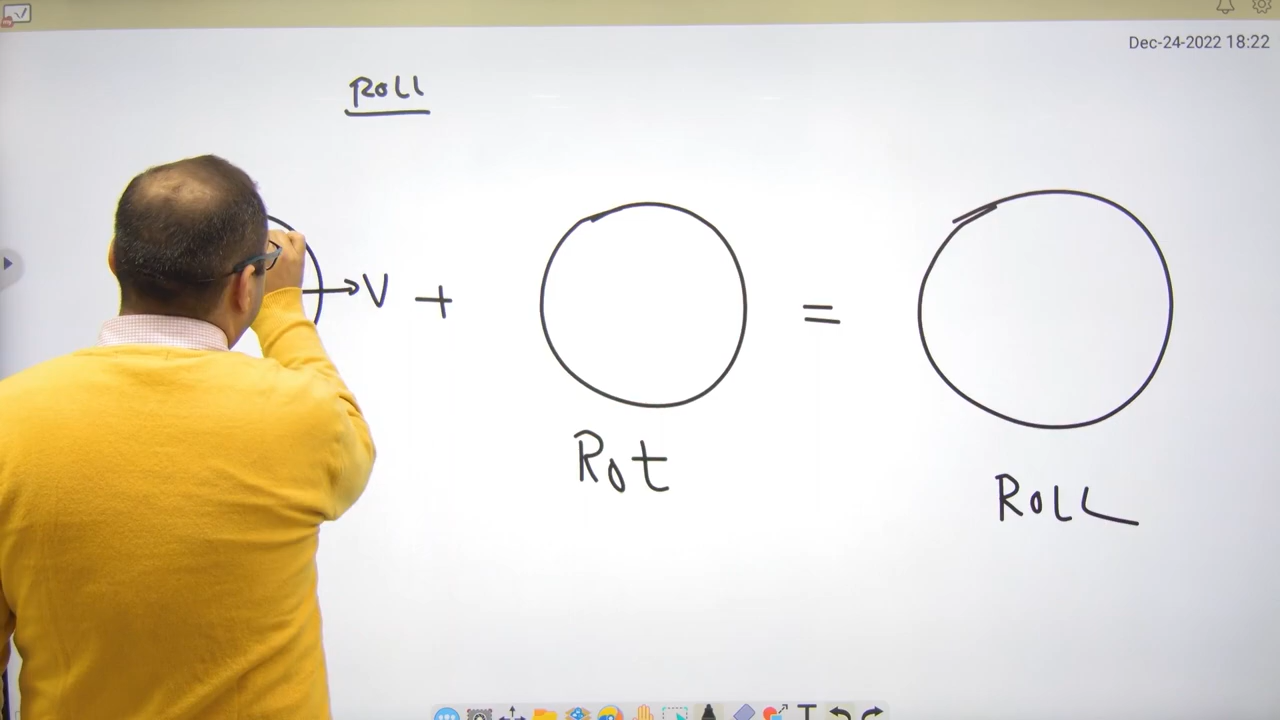 Dec-24-2022 18:22
ROLL
V + =
Rot
ROLL
T